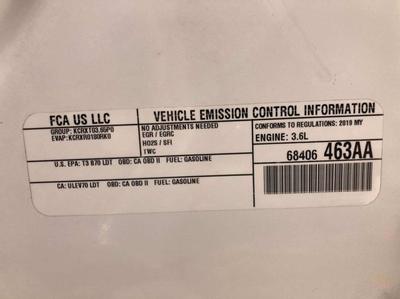 FCA US LLC
GROUP: KCRXT03.65P0
EVAP: KCRXR0180RK0
VEHICLE EMISSION CONTROL INFORMATION
NO ADJUSTMENTS NEEDED
EGR / EGRC
HO2S / SFI
TWC
CONFORMS TO REGULATIONS: 2019 MY
ENGINE: 3.6L
68406 463AA
U.S. EPA: T3 B70 LDT OBD: CA OBD II FUEL: GASOLINE
CA: ULEV70 LDT OBD: CA OBD II FUEL: GASOLINE